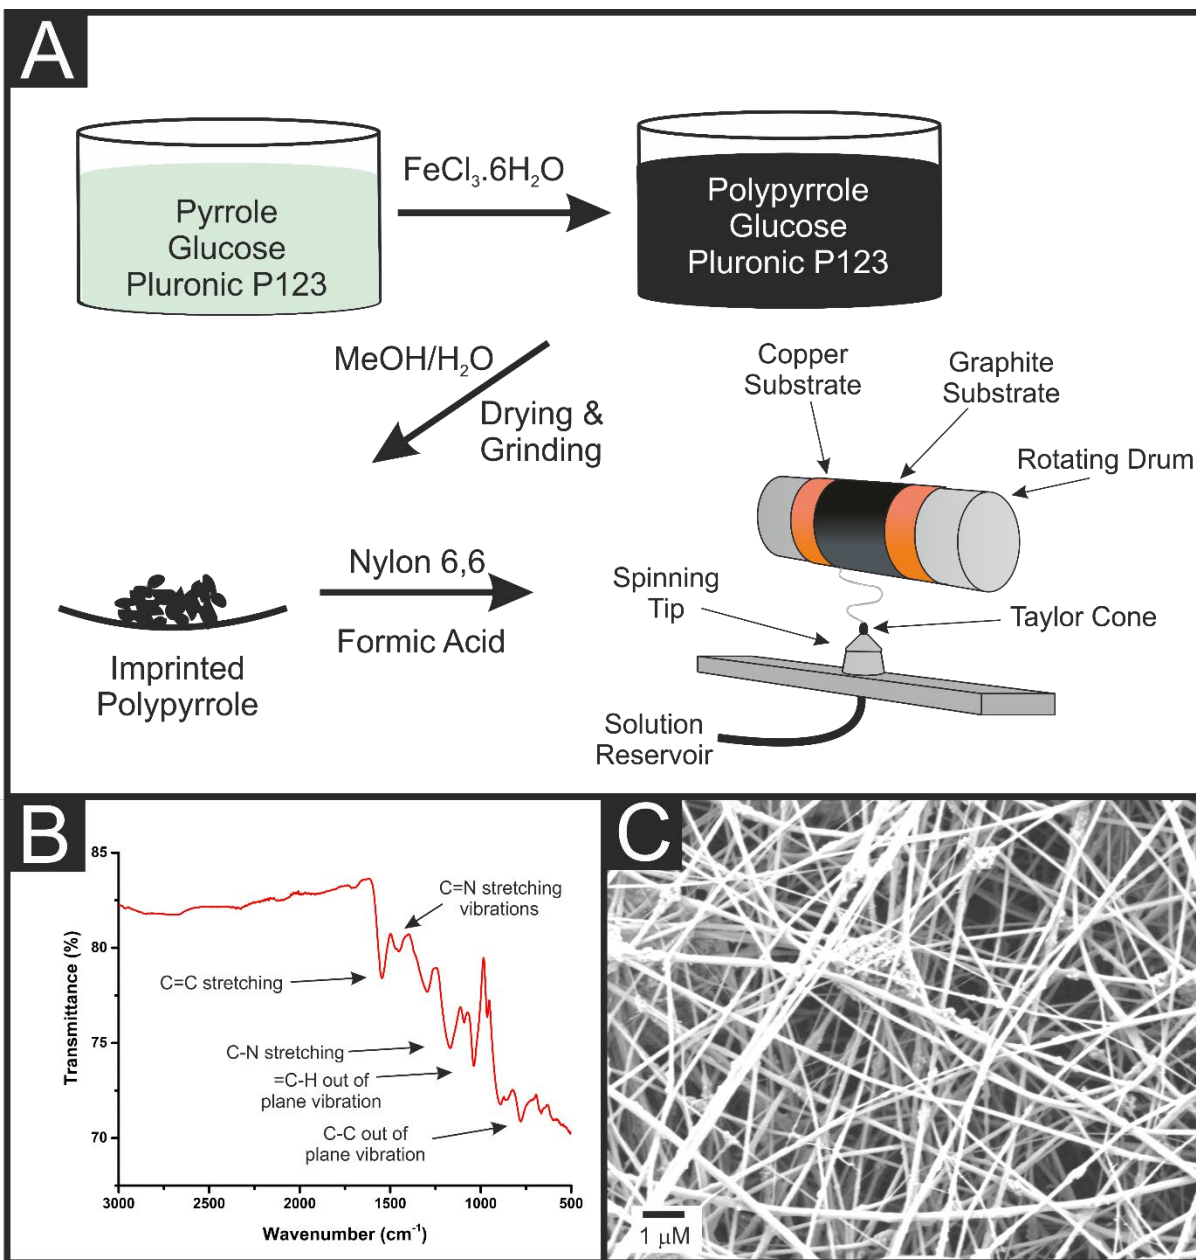 A
Pyrrole
Glucose
Pluronic P123
FeCl₃.6H₂O
Polypyrrole
Glucose
Pluronic P123
MeOH/H₂O
Drying &
Grinding
Imprinted
Polypyrrole
Nylon 6,6
Formic Acid
Copper
Substrate
Graphite
Substrate
Rotating Drum
Spinning
Tip
Taylor Cone
Solution
Reservoir
B
85
80
75
70
Transmittance (%)
C=N stretching
vibrations
C=C stretching
C-N stretching
=C-H out of
plane vibration
C-C out of
plane vibration
3000 2500 2000 1500 1000 500
Wavenumber (cm⁻¹)
C
1 μM